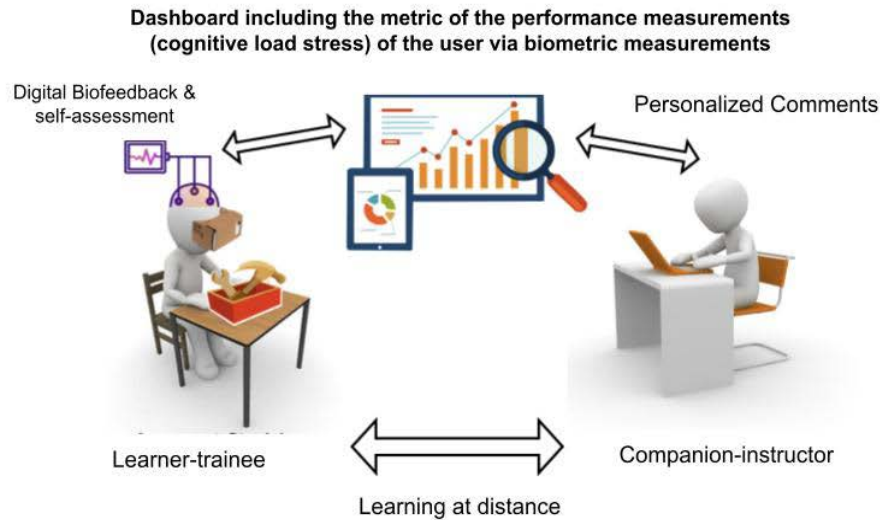 Dashboard including the metric of the performance measurements
(cognitive load stress) of the user via biometric measurements
Digital Biofeedback &
self-assessment
Personalized Comments
Learner-trainee
Companion-instructor
Learning at distance